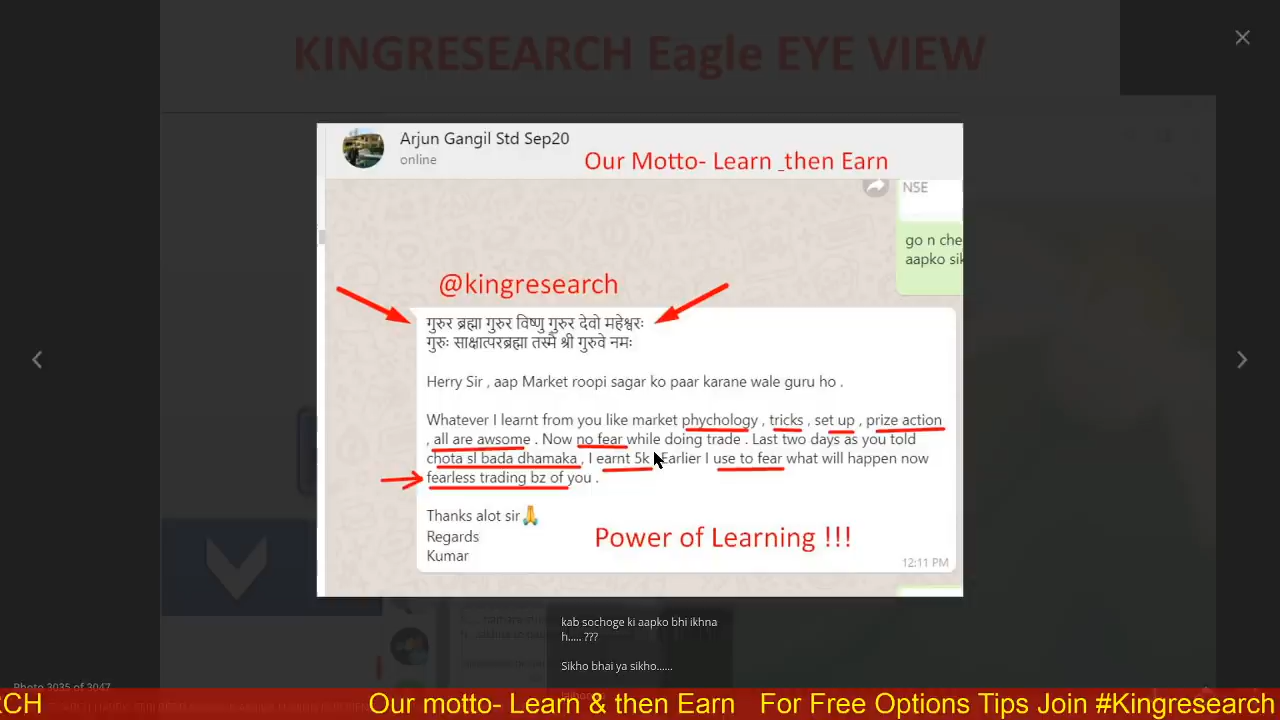 KINGRESEARCH Eagle EYE VIEW
Arjun Gangil Std Sep20
online
Our Motto- Learn _then Earn
NSE
go n che
aapko sik
@kingresearch
गुरुर ब्रह्मा गुरुर विष्णु गुरुर देवो महेश्वरः
गुरुः साक्षात्परब्रह्मा तस्मै श्री गुरुवे नमः
Herry Sir , aap Market roopi sagar ko paar karane wale guru ho .
Whatever I learnt from you like market phychology , tricks , set up , prize action
, all are awsome . Now no fear while doing trade . Last two days as you told
chota sl bada dhamaka , I earnt 5k Earlier I use to fear what will happen now
fearless trading bz of you .
Thanks alot sir🙏
Regards
Kumar
Power of Learning !!!
12:11 PM
kab sochoge ki aapko bhi ikhna
h..... ???
Sikho bhai ya sikho......
Photo 3035 of 3047
RCH Our motto- Learn & then Earn For Free Options Tips Join #Kingresearch